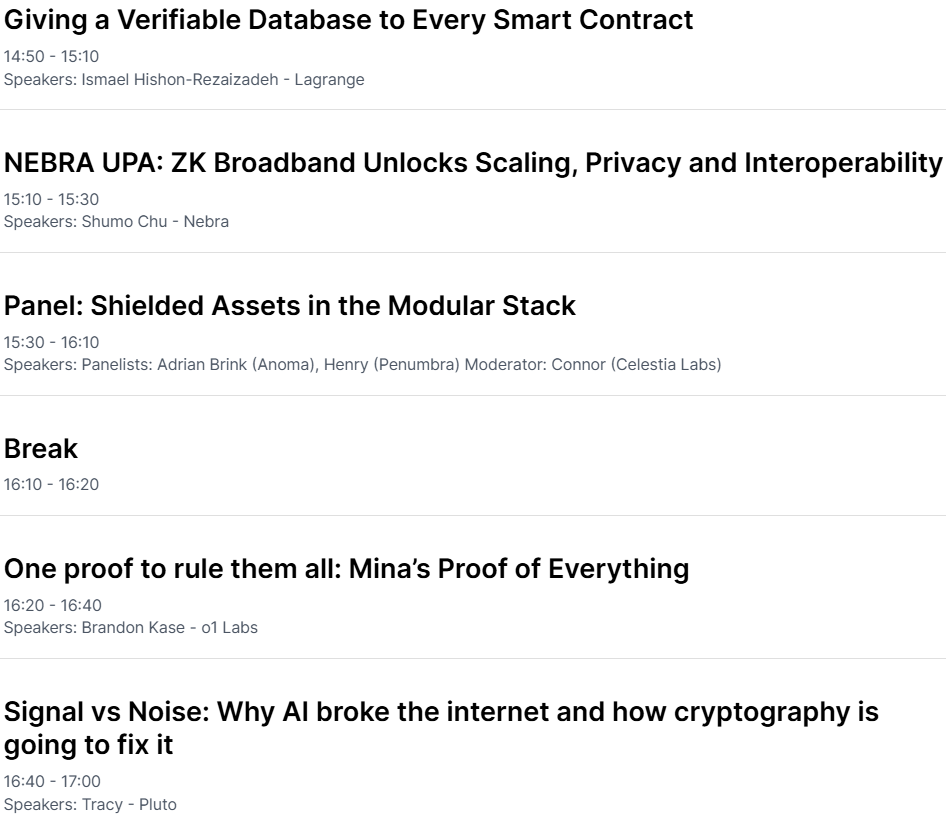 Giving a Verifiable Database to Every Smart Contract
14:50 - 15:10
Speakers: Ismael Hishon-Rezaizadeh - Lagrange
NEBRA UPA: ZK Broadband Unlocks Scaling, Privacy and Interoperability
15:10 - 15:30
Speakers: Shumo Chu - Nebra
Panel: Shielded Assets in the Modular Stack
15:30 - 16:10
Speakers: Panelists: Adrian Brink (Anoma), Henry (Penumbra) Moderator: Connor (Celestia Labs)
Break
16:10 - 16:20
One proof to rule them all: Mina’s Proof of Everything
16:20 - 16:40
Speakers: Brandon Kase - o1 Labs
Signal vs Noise: Why AI broke the internet and how cryptography is
going to fix it
16:40 - 17:00
Speakers: Tracy - Pluto